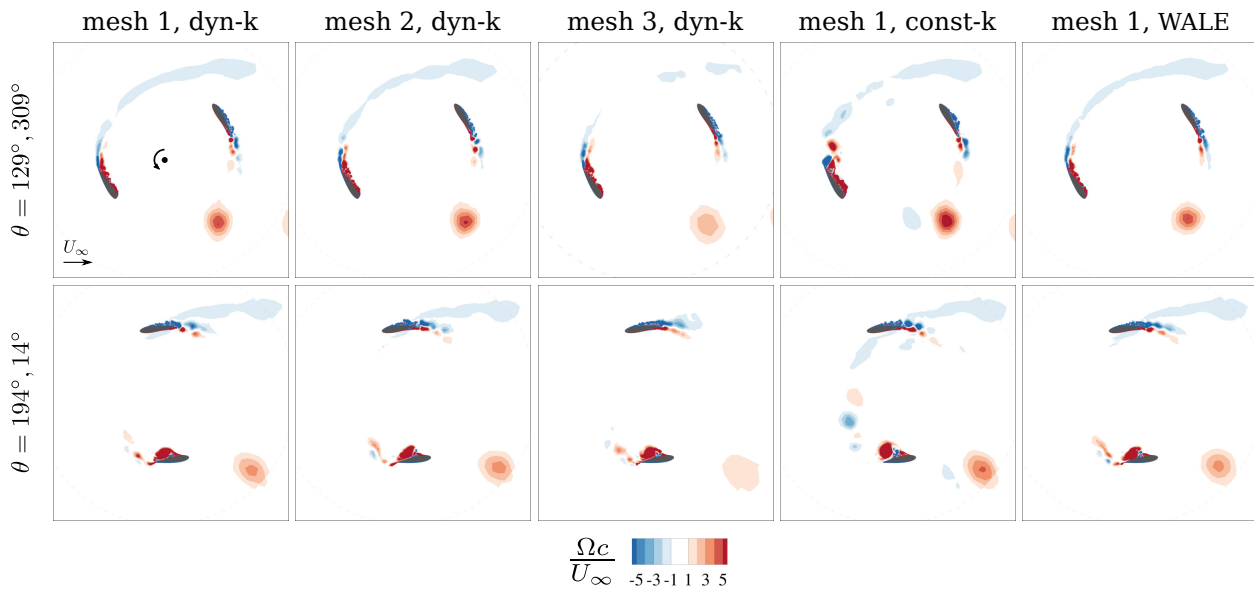 mesh 1, dyn-k
mesh 2, dyn-k
mesh 3, dyn-k
mesh 1, const-k
mesh 1, WALE
θ = 129°, 309°
U∞
θ = 194°, 14°
Ωc
U∞
-5 -3 -1 1 3 5